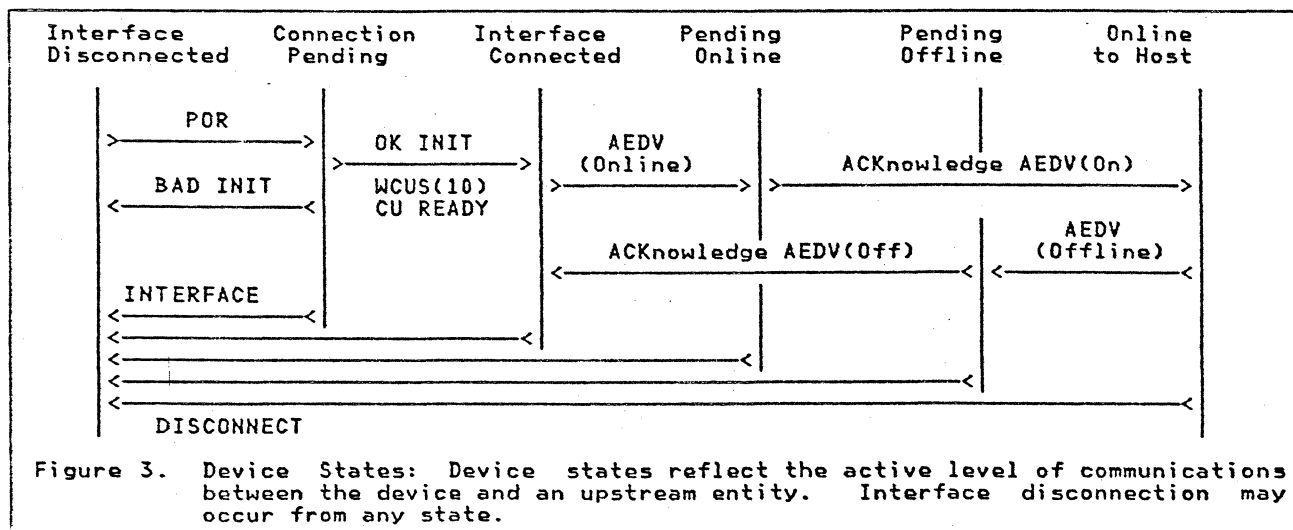 Interface Disconnected
Connection Pending
Interface Connected
Pending Online
Pending Offline
Online to Host
POR
OK INIT
AEDV
(Online)
ACKnowledge AEDV(On)
BAD INIT
WCUS(10)
CU READY
AEDV
(Offline)
ACKnowledge AEDV(Off)
INTERFACE
DISCONNECT
Figure 3. Device States: Device states reflect the active level of communications
between the device and an upstream entity. Interface disconnection may
occur from any state.